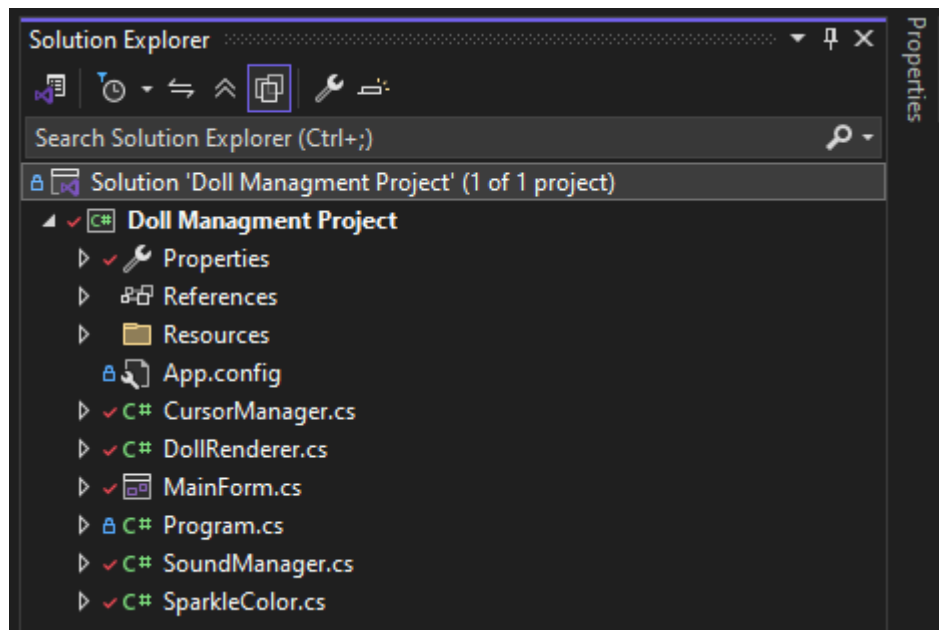 Solution Explorer
Properties
Search Solution Explorer (Ctrl+;)
Solution 'Doll Managment Project' (1 of 1 project)
C# Doll Managment Project
Properties
References
Resources
App.config
C# CursorManager.cs
C# DollRenderer.cs
MainForm.cs
C# Program.cs
C# SoundManager.cs
C# SparkleColor.cs